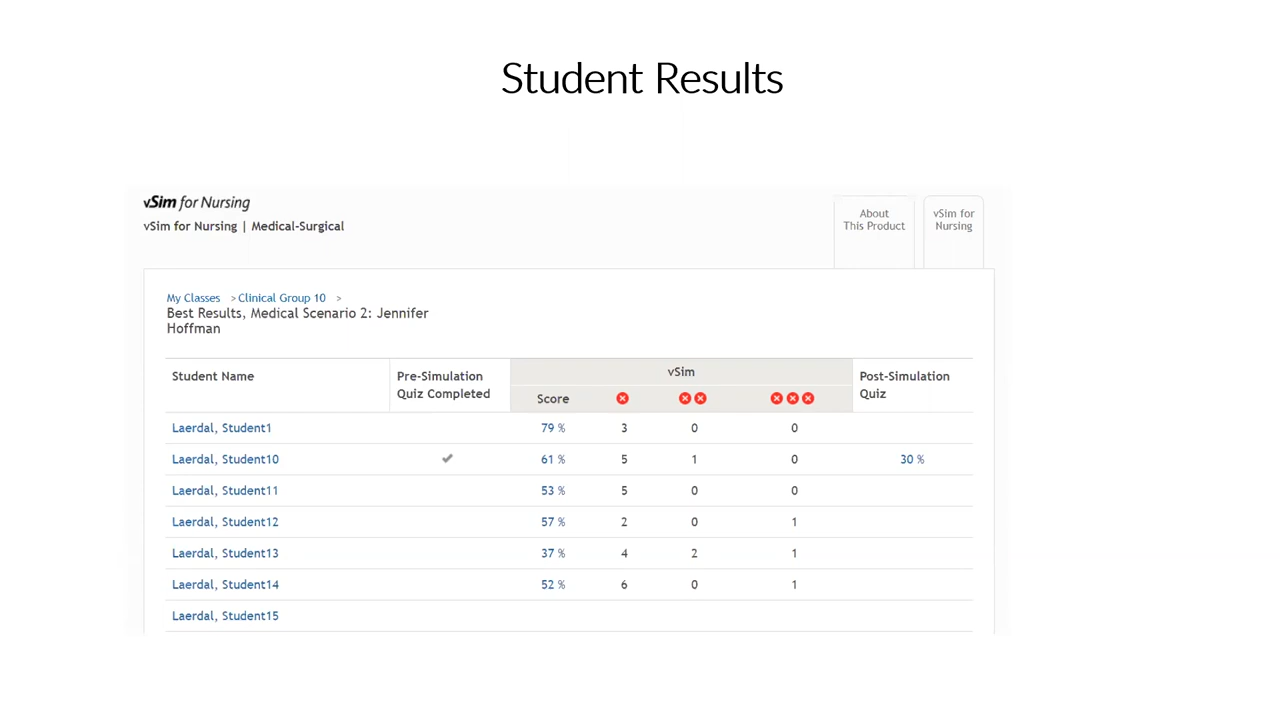 Student Results
vSim for Nursing
vSim for Nursing | Medical-Surgical
About
This Product
vSim for
Nursing
My Classes > Clinical Group 10 >
Best Results, Medical Scenario 2: Jennifer
Hoffman
Student Name
Pre-Simulation
Quiz Completed
vSim
Score
Post-Simulation
Quiz
Laerdal, Student1 79 % 3 0 0
Laerdal, Student10 61 % 5 1 0 30 %
Laerdal, Student11 53 % 5 0 0
Laerdal, Student12 57 % 2 0 1
Laerdal, Student13 37 % 4 2 1
Laerdal, Student14 52 % 6 0 1
Laerdal, Student15